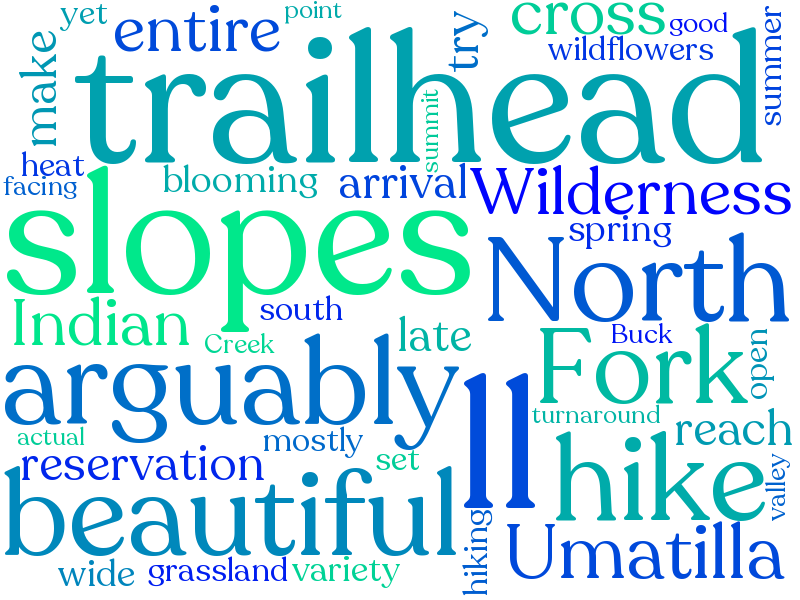 yet
point
cross
good
entire
make
try
wildflowers
summer
trailhead
summit
heat
facing
blooming
arrival
Wilderness
slopes
spring
North
Indian
south
Creek
late
Buck
Fork
open
arguably
ll
turnaround
reach
actual
mostly
reservation
set
hike
valley
beautiful
hiking
Umatilla
wide
grassland
variety